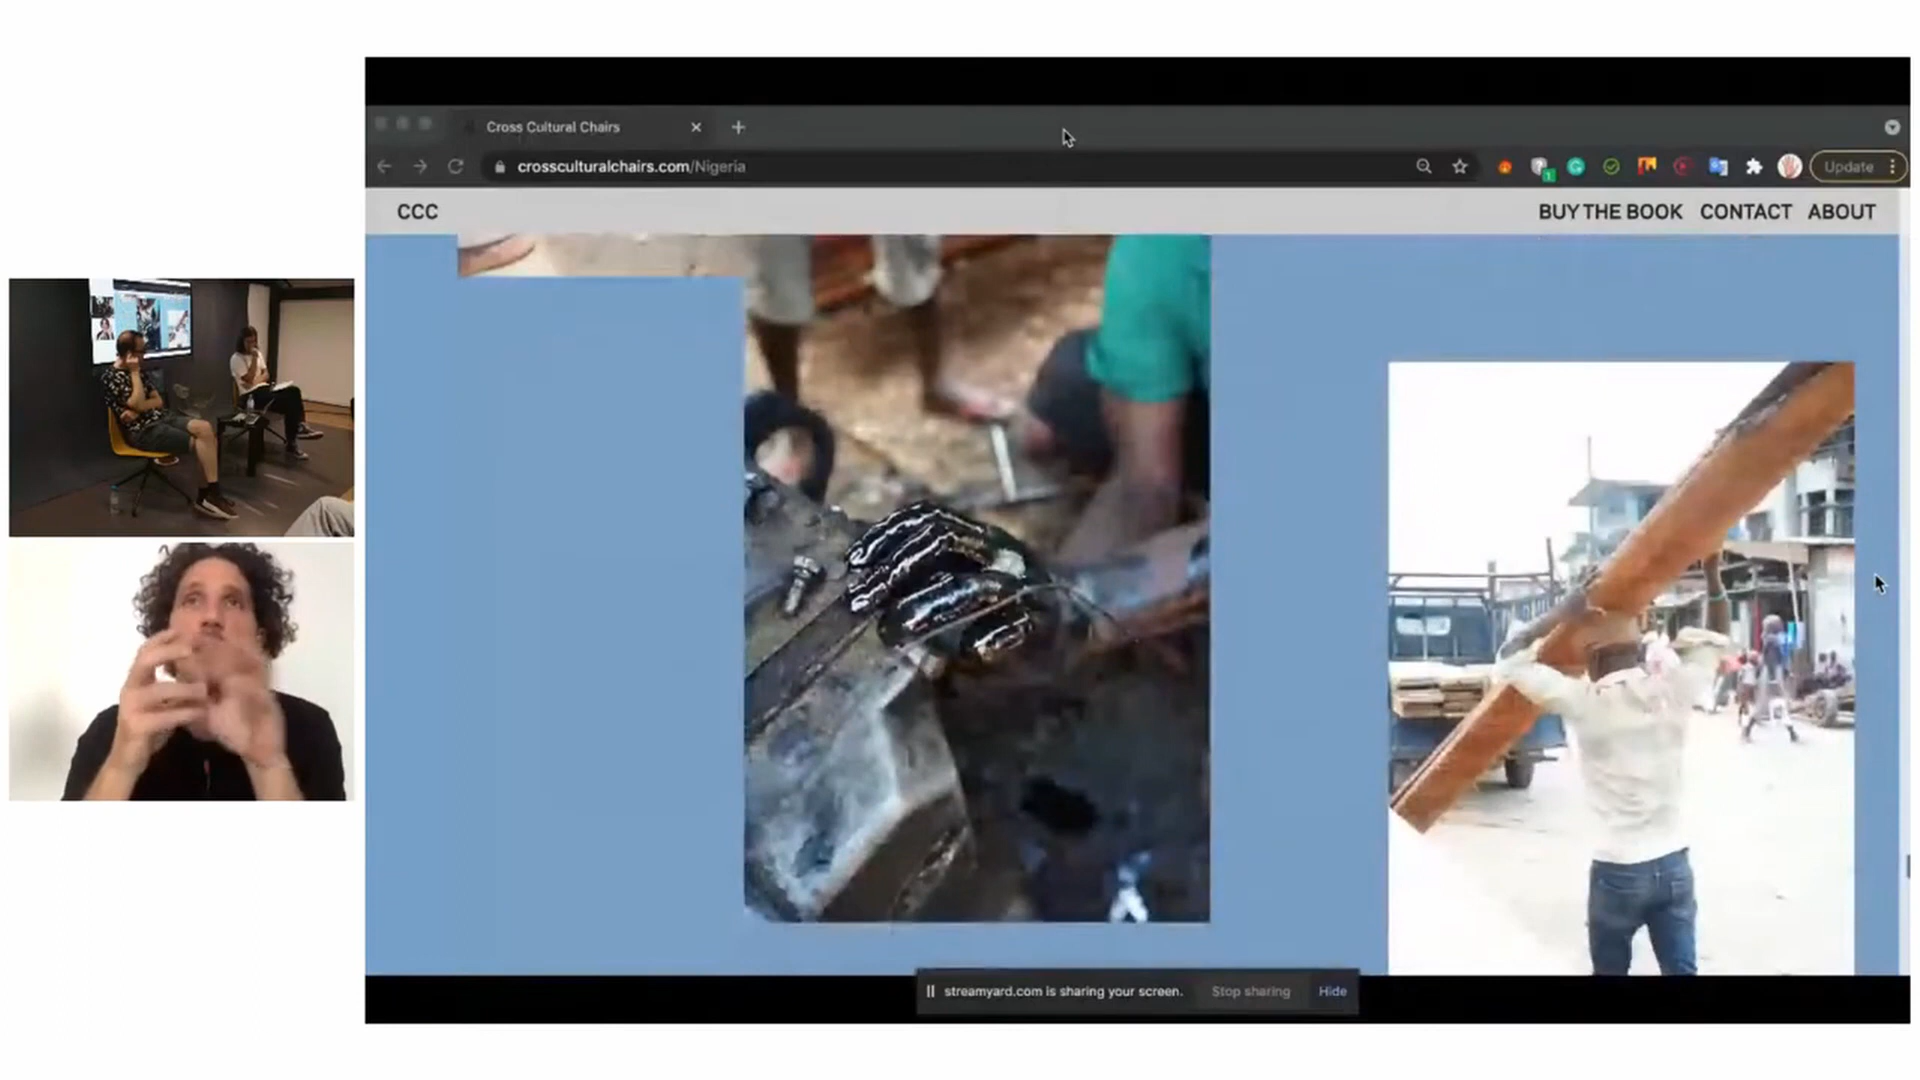 Cross Cultural Chairs
crossculturalchairs.com/Nigeria
1
Update
CCC
BUY THE BOOK
CONTACT
ABOUT
streamyard.com is sharing your screen.
Stop sharing
Hide